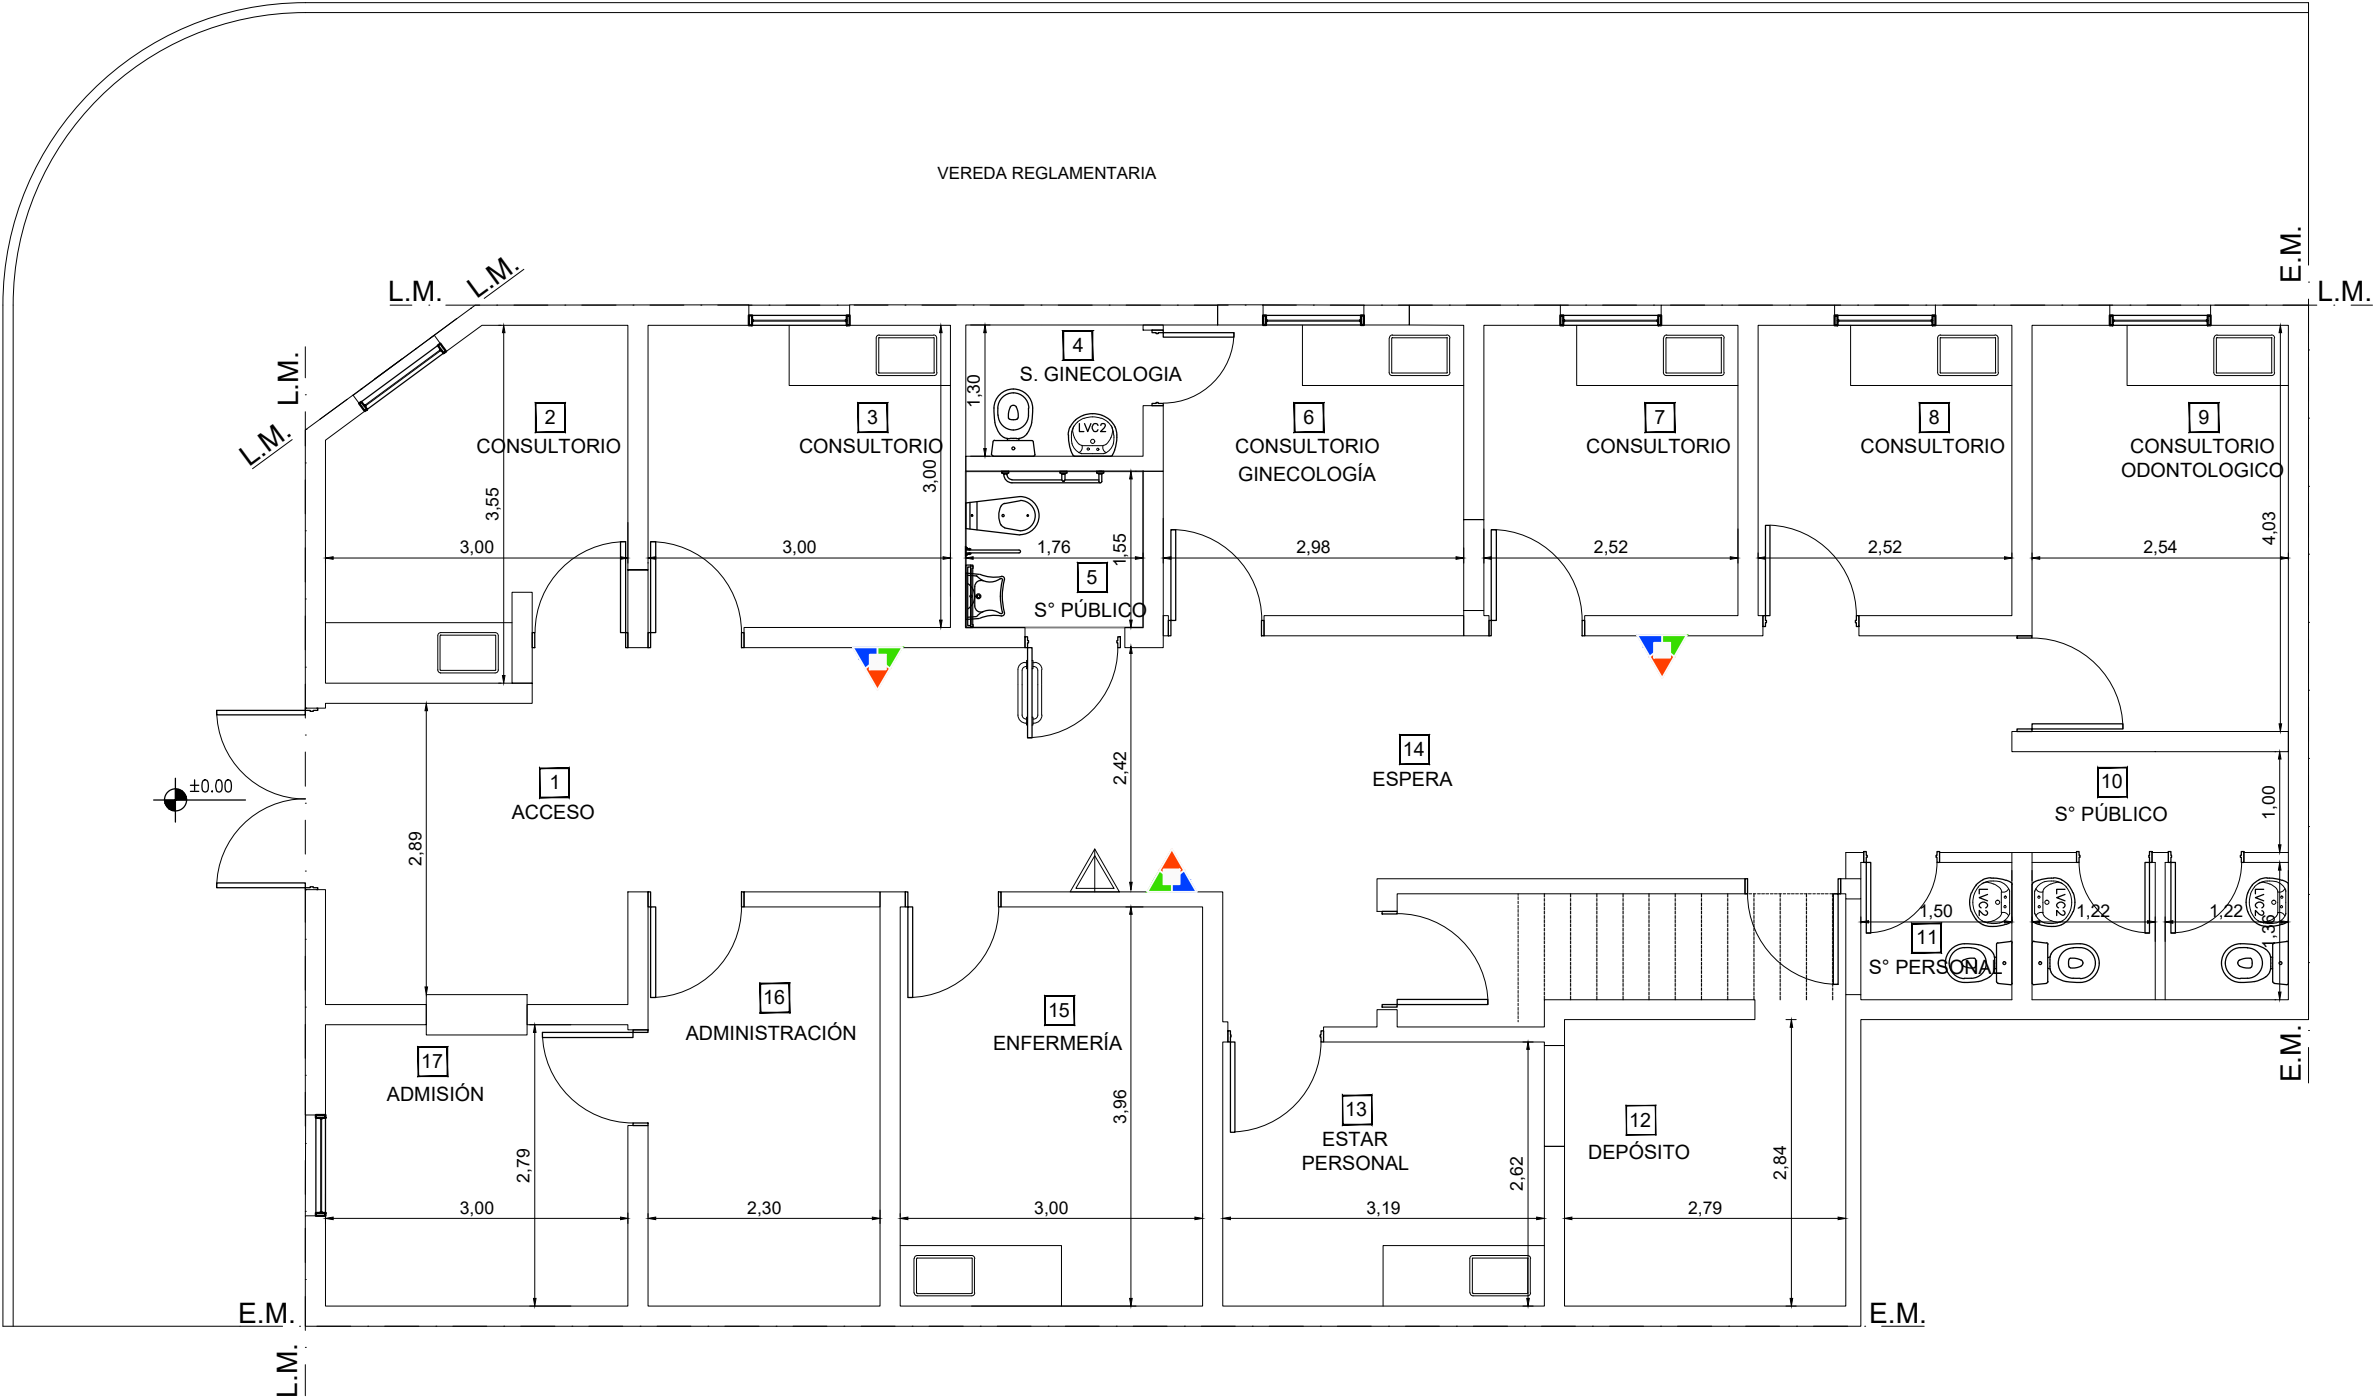 VEREDA REGLAMENTARIA
E.M.
L.M.
L.M.
L.M.
L.M.
L.M.
2
CONSULTORIO
3,55
3,00
3
CONSULTORIO
3,00
3,00
4
S. GINECOLOGIA
1,30
LVC2
1,76
1,55
5
S° PÚBLICO
6
CONSULTORIO
GINECOLOGÍA
2,98
7
CONSULTORIO
2,52
8
CONSULTORIO
2,52
9
CONSULTORIO
ODONTOLOGICO
4,03
2,54
±0.00
1
ACCESO
2,89
2,42
14
ESPERA
10
S° PÚBLICO
1,00
LVC2
LVC2
LVC2
1,50
1,22
1,22
11
S° PERSONAL
17
ADMISIÓN
2,79
3,00
16
ADMINISTRACIÓN
2,30
15
ENFERMERÍA
3,96
3,00
13
ESTAR
PERSONAL
2,62
3,19
12
DEPÓSITO
2,84
2,79
E.M.
E.M.
E.M.
L.M.